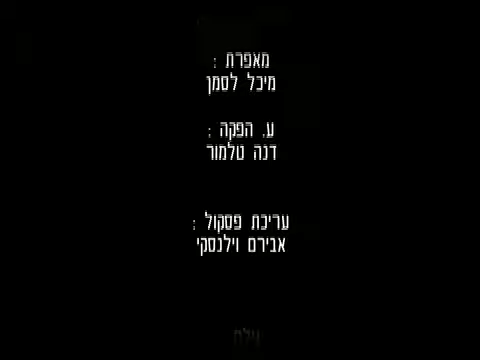 מאפרת :
מיכל לסמן
ע. הפקה :
דנה טלמור
עריכת פסקול :
אבירם וילנסקי